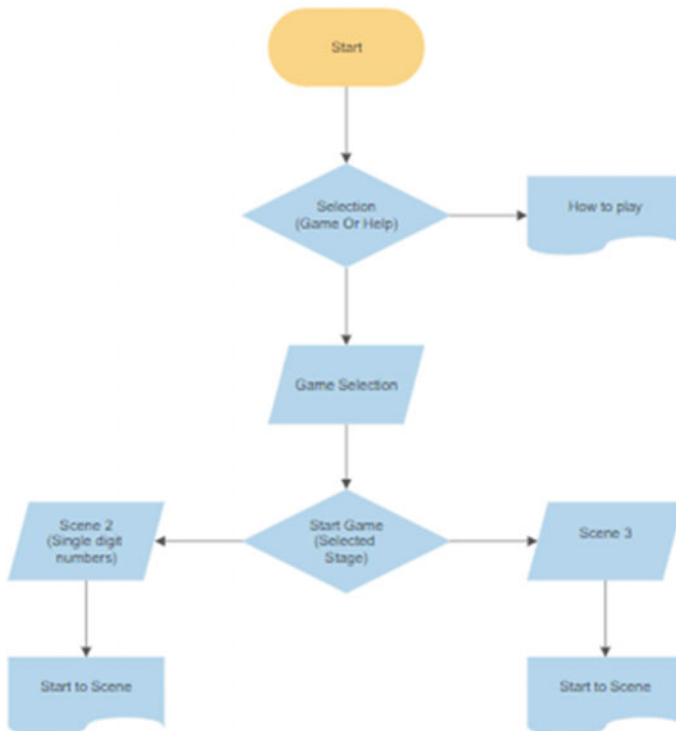 Start
Selection
(Game Or Help)
How to play
Game Selection
Scene 2
(Single digit
numbers)
Start Game
(Selected
Stage)
Scene 3
Start to Scene
Start to Scene